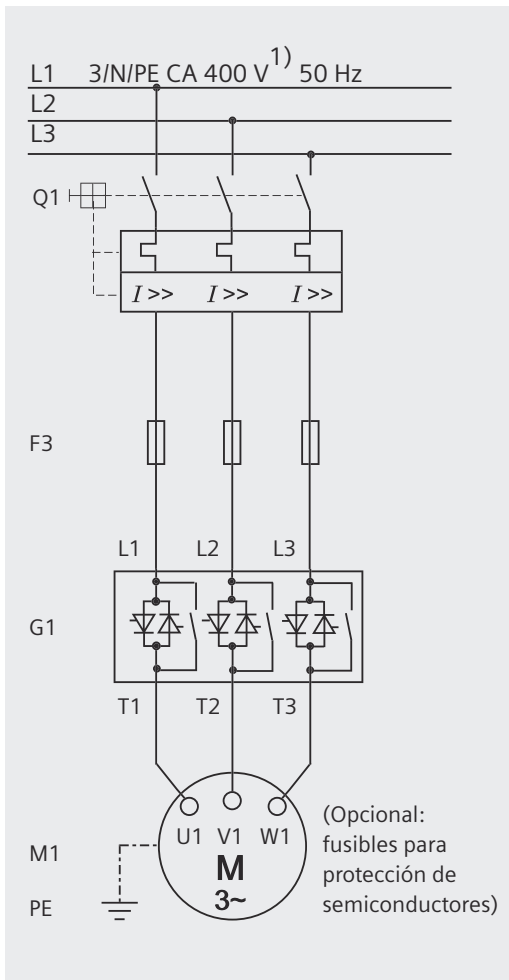 L1 3/N/PE CA 400 V 1) 50 Hz
L2
L3
Q1
I >> I >> I >>
F3
L1 L2 L3
G1
T1 T2 T3
U1 V1 W1
M
3~
(Opcional:
fusibles para
protección de
semiconductores)
M1
PE